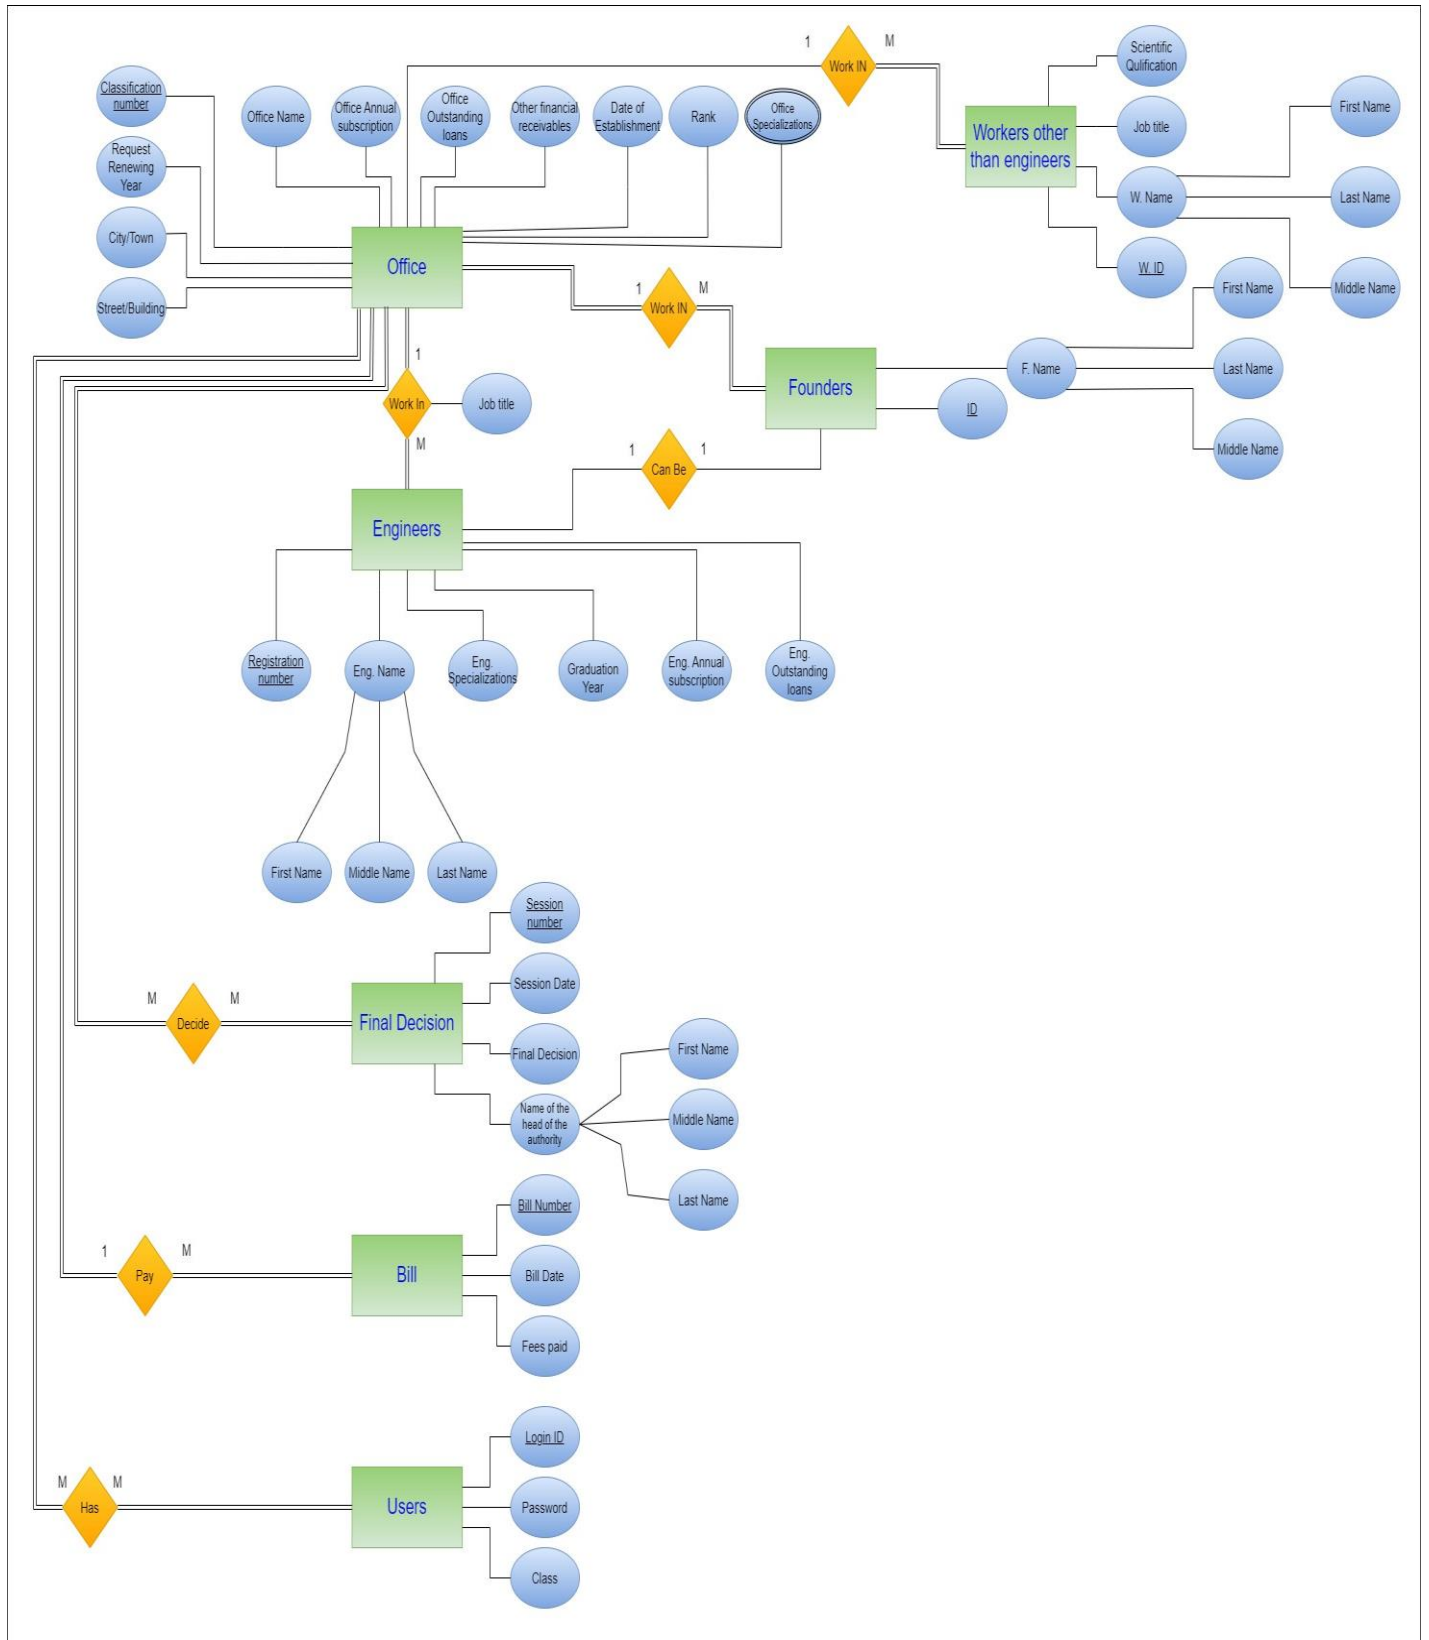 1
M
Work IN
Scientific
Qulification
Classification
number
Office Name
Office Annual
subscription
Office
Outstanding
loans
Other financial
receivables
Date of
Establishment
Rank
Office
Specializations
Workers other
than engineers
Job title
First Name
Request
Renewing
Year
W. Name
Last Name
City/Town
Office
W. ID
Street/Building
1
M
Work IN
First Name
Middle Name
1
Founders
F. Name
Last Name
Work In
Job title
ID
M
1
1
Can Be
Middle Name
Engineers
Registration
number
Eng. Name
Eng.
Specializations
Graduation
Year
Eng. Annual
subscription
Eng.
Outstanding
loans
First Name
Middle Name
Last Name
Session
number
Session Date
M
M
Decide
Final Decision
Final Decision
First Name
Name of the
head of the
authority
Middle Name
Last Name
Bill Number
1
M
Pay
Bill
Bill Date
Fees paid
Login ID
M
M
Has
Users
Password
Class